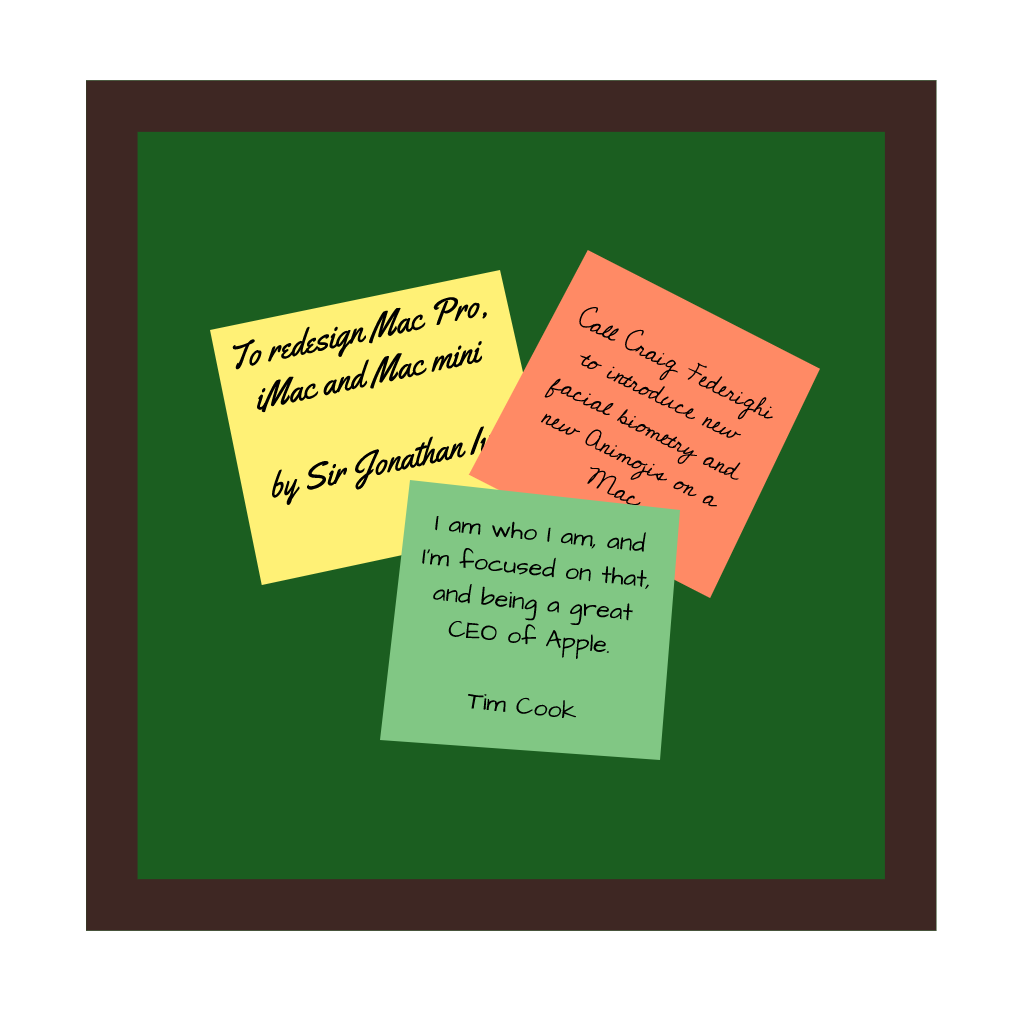 To redesign Mac Pro,
iMac and Mac mini
by Sir Jonathan
Call Craig Federighi
to introduce new
facial biometry and
new Animojis on a
Mac
I am who I am, and
I'm focused on that,
and being a great
CEO of Apple.
Tim Cook